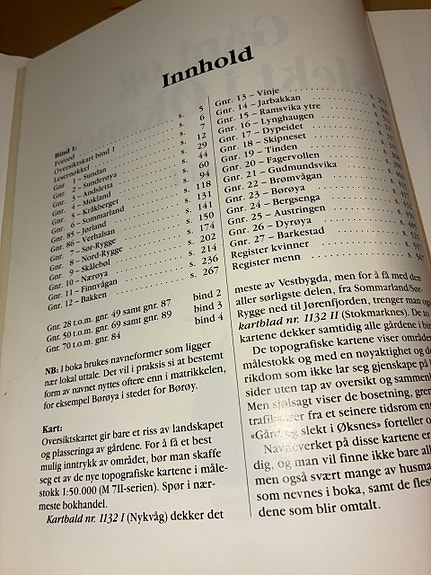 Innhold
Bind 1:
Forord . . . s. 5
Oversiktskart bind 1 . . . s. 6
Lesernøkkel . . . s. 7
Gnr. 1 – Sundan . . . s. 12
Gnr. 2 – Sunderøya . . . s. 29
Gnr. 3 – Andsletta . . . s. 44
Gnr. 4 – Mokland . . . s. 60
Gnr. 5 – Kråkberget . . . s. 94
Gnr. 6 – Sommarland . . . s. 118
Gnr. 85 – Jørland . . . s. 131
Gnr. 86 – Verhalsan . . . s. 141
Gnr. 7 – Sør-Rygge . . . s. 150
Gnr. 8 – Nord-Rygge . . . s. 174
Gnr. 9 – Skålebøl . . . s. 202
Gnr. 10 – Nærøya . . . s. 214
Gnr. 11 – Finnvågan . . . s. 236
Gnr. 12 – Bakken . . . s. 267
Gnr. 28 t.o.m. gnr. 49 samt gnr. 87 bind 2
Gnr. 50 t.o.m. gnr. 69 samt gnr. 89 bind 3
Gnr. 70 t.o.m. gnr. 84 bind 4
NB: I boka brukes navneformer som ligger
nær lokal uttale. Det vil i praksis si at bestemt
form av navnet nyttes oftere enn i matrikkelen,
for eksempel Børøya i stedet for Børøy.
Kart:
Oversiktskartet gir bare et riss av landskapet
og plasseringa av gårdene. For å få et best
mulig inntrykk av området, bør man skaffe
seg et av de nye topografiske kartene i måle-
stokk 1:50.000 (M 7II-serien). Spør i nær-
meste bokhandel.
Kartbald nr. 1132 I (Nykvåg) dekker det
Gnr. 13 – Vinje
Gnr. 14 – Jarbakkan
Gnr. 15 – Ramsvika ytre
Gnr. 16 – Lynghaugen
Gnr. 17 – Dypeidet
Gnr. 18 – Skipneset
Gnr. 19 – Tinden
Gnr. 20 – Fagervollen
Gnr. 21 – Gudmundsvika
Gnr. 22 – Brømvågan
Gnr. 23 – Børøya
Gnr. 24 – Bergsenga
Gnr. 25 – Austringen
Gnr. 26 – Dyrøya
Gnr. 27 – Barkestad
Register kvinner
Register menn
meste av Vestbygda, men for å få med den
aller sørligste delen, fra Sommarland/Sør-
Rygge ned til Jørenfjorden, trenger man og
kartblad nr. 1132 II (Stokmarknes). De to
kartene dekker samtidig alle gårdene i bin
De topografiske kartene viser områder
målestokk og med en nøyaktighet og d
rikdom som ikke lar seg gjenskape på
sider uten tap av oversikt og sammen
Men sjølsagt viser de bosetning, gren
trafik fra et seinere tidsrom en
«Gård og slekt i Øksnes» forteller o
Navneverket på disse kartene er
dig, og man vil finne ikke bare all
men også svært mange av husma
som nevnes i boka, samt de flest
dene som blir omtalt.